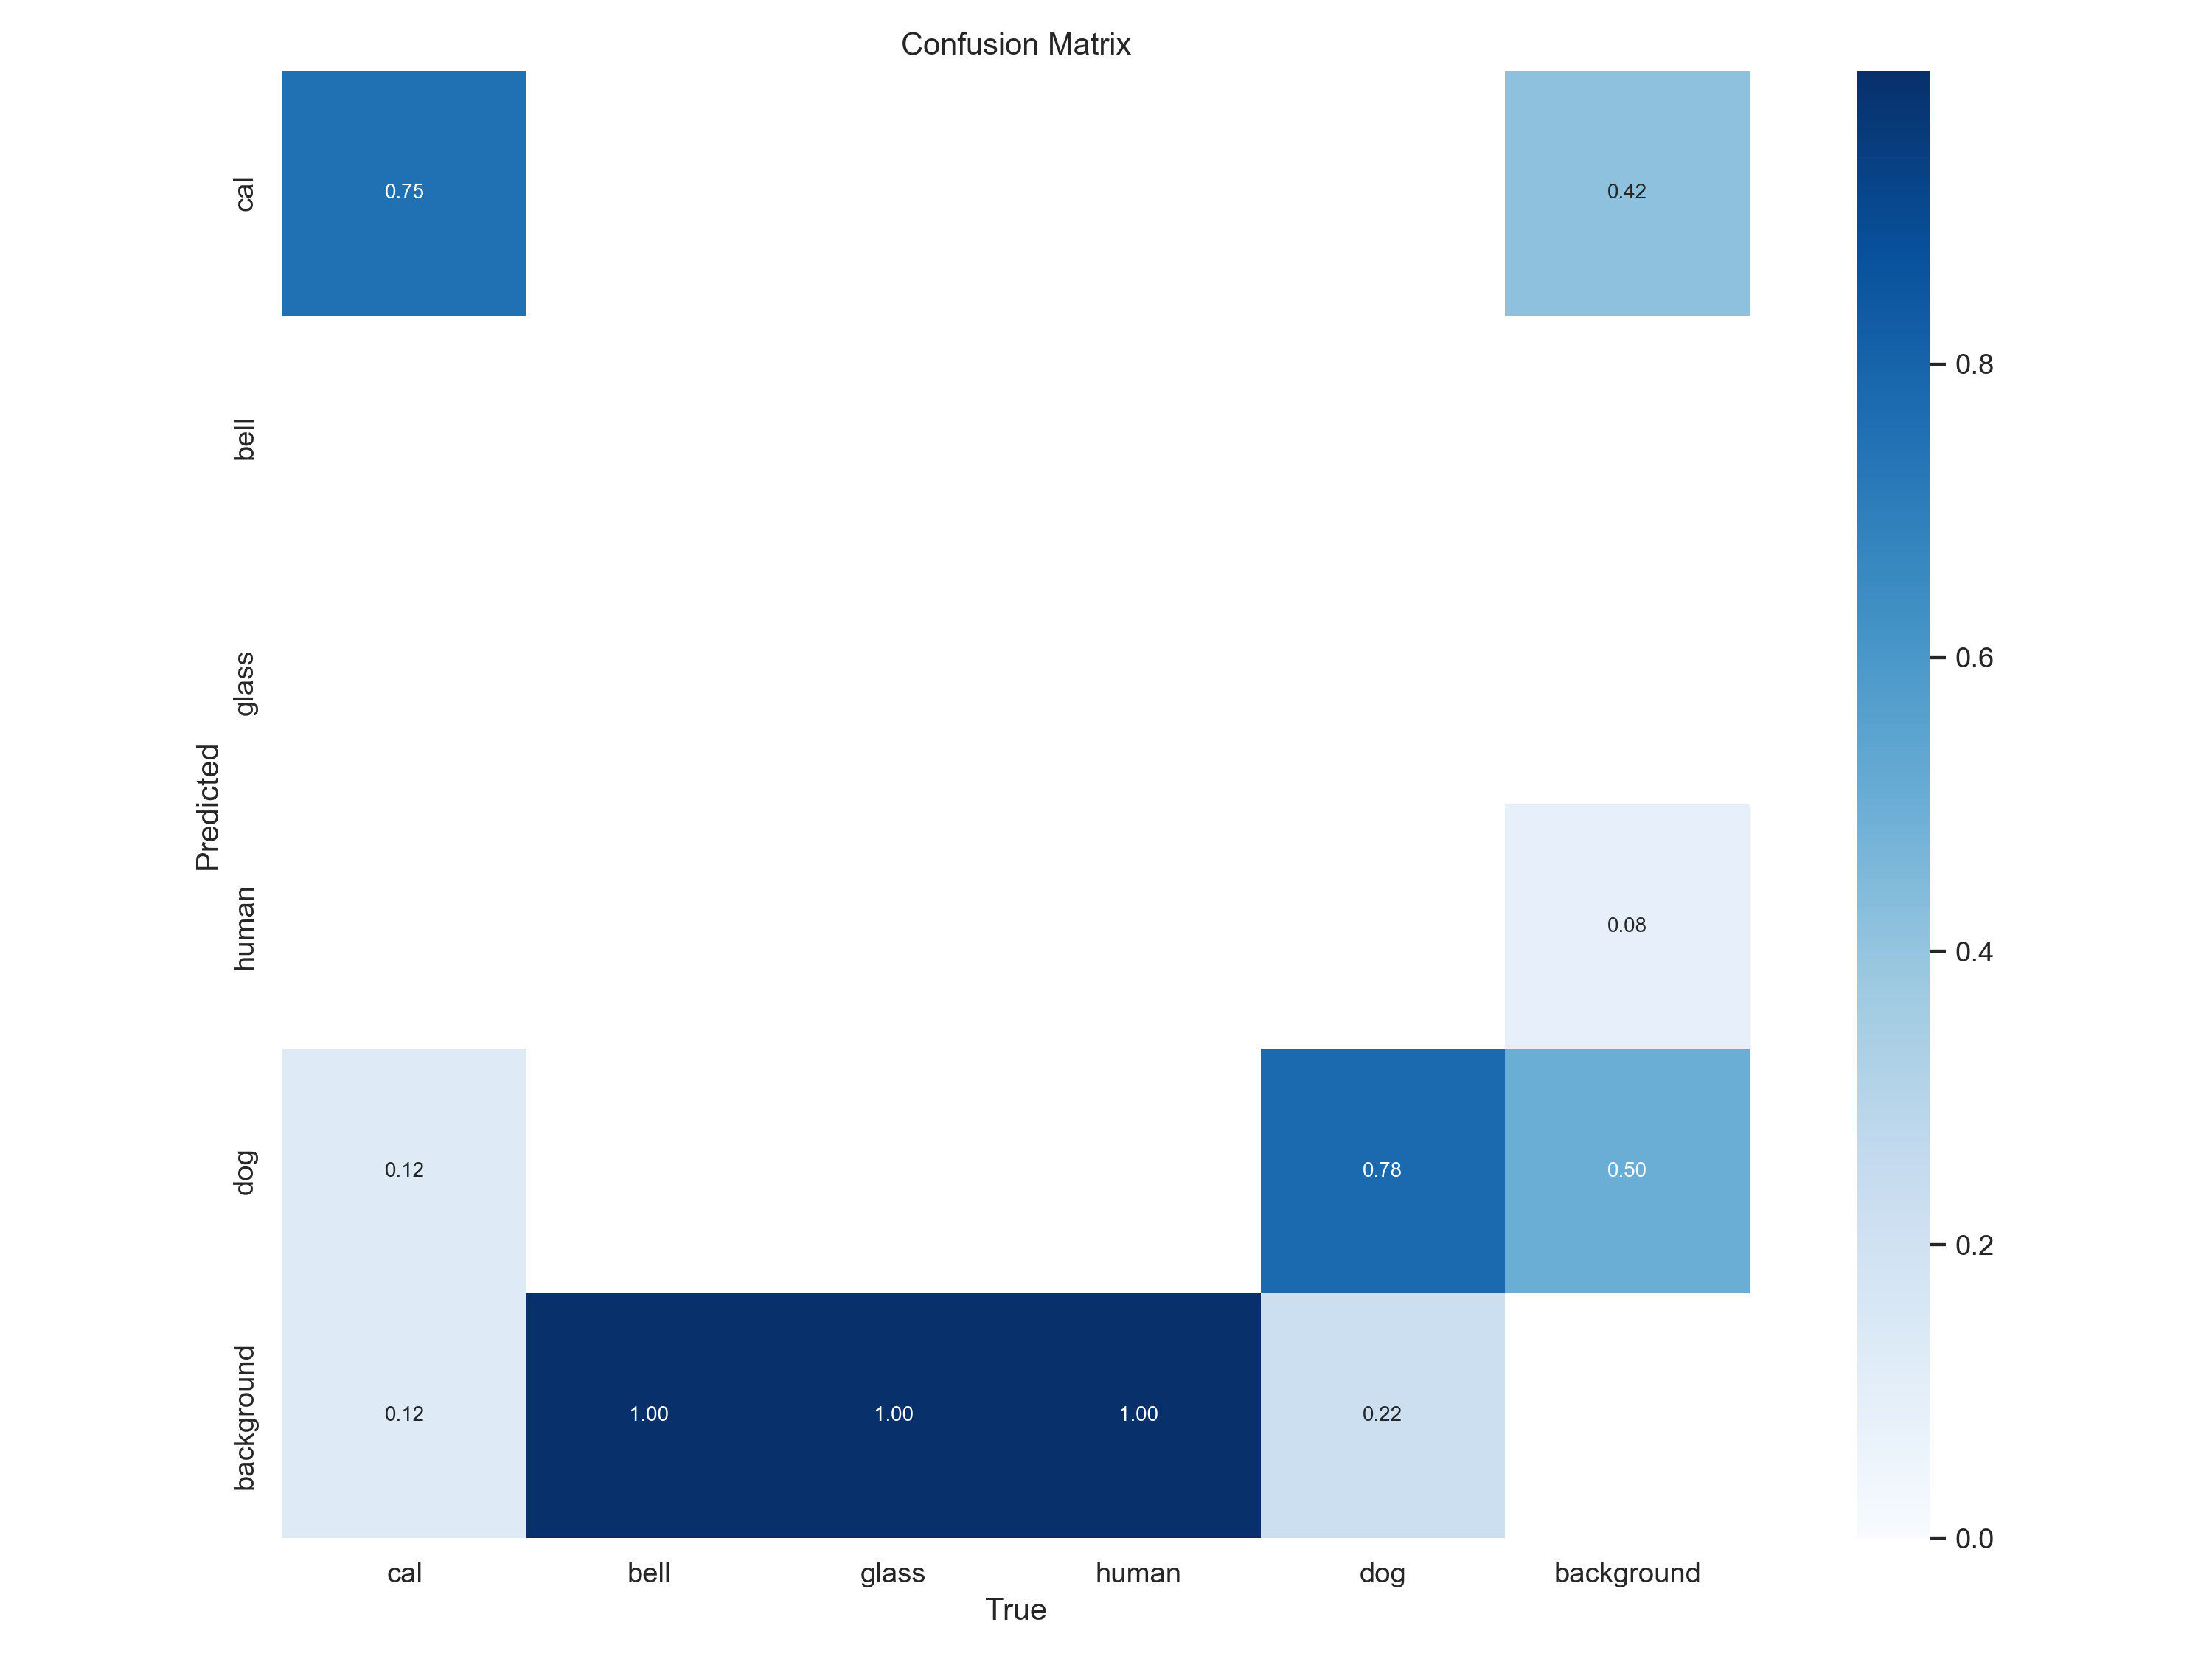 Confusion Matrix
cal
0.75
0.42
bell
glass
human
0.08
dog
0.12
0.78
0.50
background
0.12
1.00
1.00
1.00
0.22
Predicted
cal bell glass human dog background
True
0.8
0.6
0.4
0.2
0.0